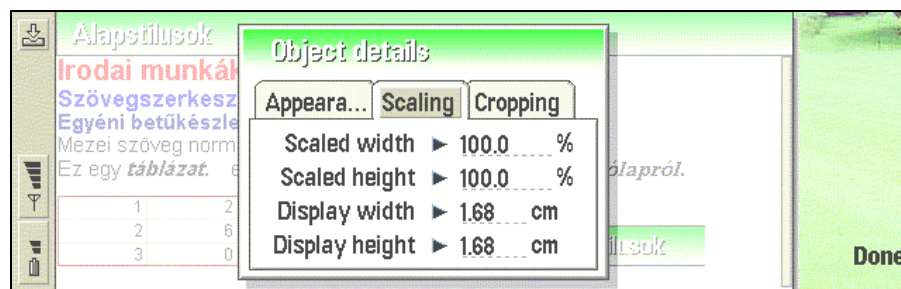 Alapstílusok
Object details
Irodai munkák
Szövegszerkesz
Appeara... Scaling Cropping
Egyéni betűkészle
Mezei szöveg norm
Scaled width 100.0 %
Ez egy táblázat. ólapról.
Scaled height 100.0 %
1 2
Display width 1.68 cm
2 6
Display height 1.68 cm
3 0
ílusok
Done